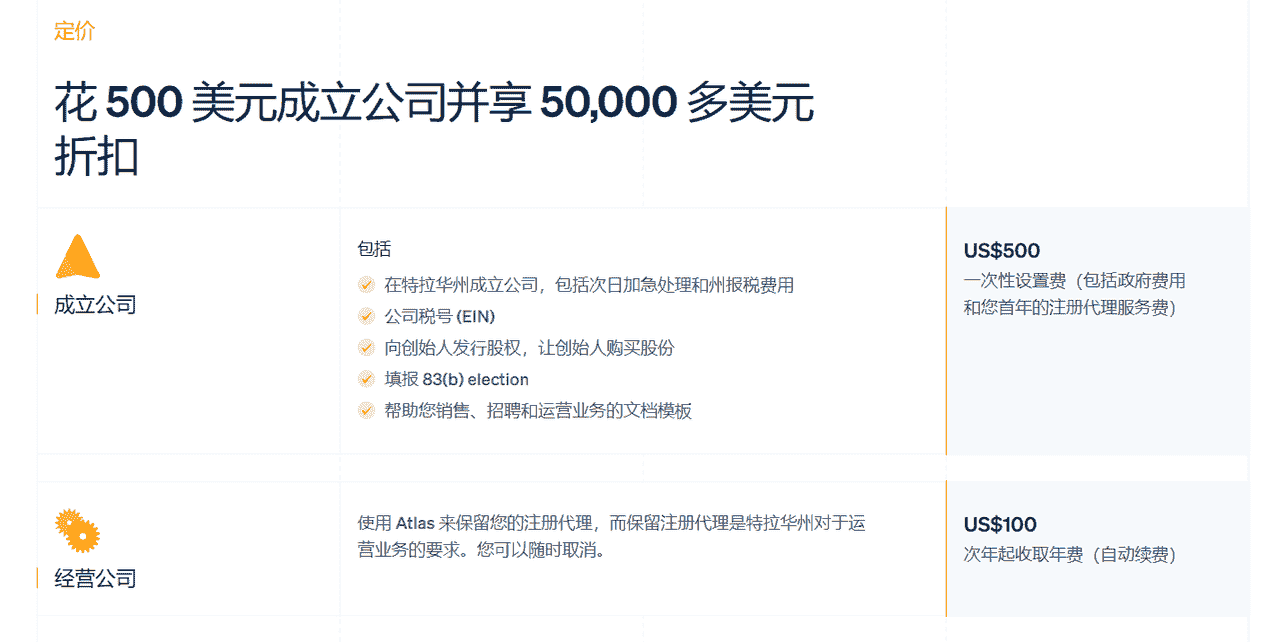 定价
花 500 美元成立公司并享 50,000 多美元
折扣
成立公司
包括
在特拉华州成立公司，包括次日加急处理和州报税费用
公司税号 (EIN)
向创始人发行股权，让创始人购买股份
填报 83(b) election
帮助您销售、招聘和运营业务的文档模板
US$500
一次性设置费（包括政府费用
和您首年的注册代理服务费）
经营公司
使用 Atlas 来保留您的注册代理，而保留注册代理是特拉华州对于运
营业务的要求。您可以随时取消。
US$100
次年起收取年费（自动续费）